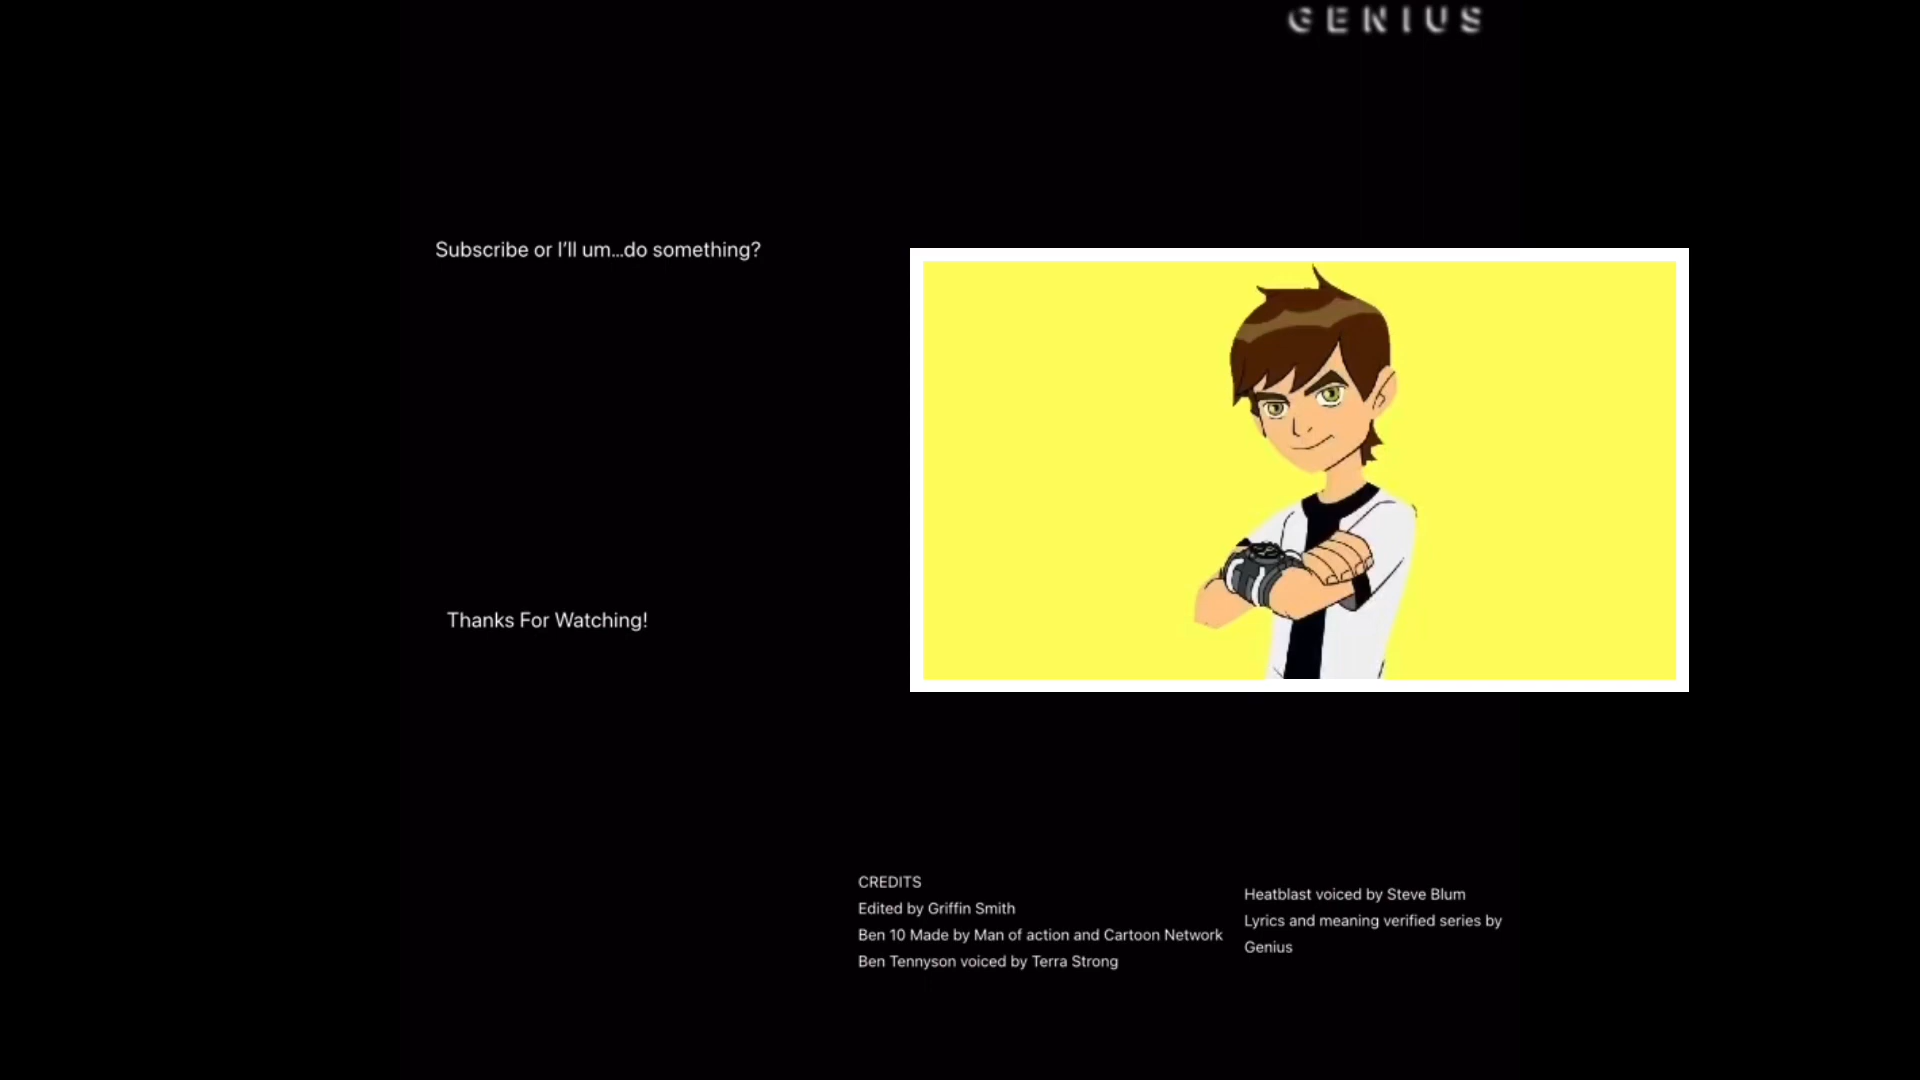 GENIUS
Subscribe or I'll um...do something?
Thanks For Watching!
CREDITS
Edited by Griffin Smith
Ben 10 Made by Man of action and Cartoon Network
Ben Tennyson voiced by Terra Strong
Heatblast voiced by Steve Blum
Lyrics and meaning verified series by
Genius